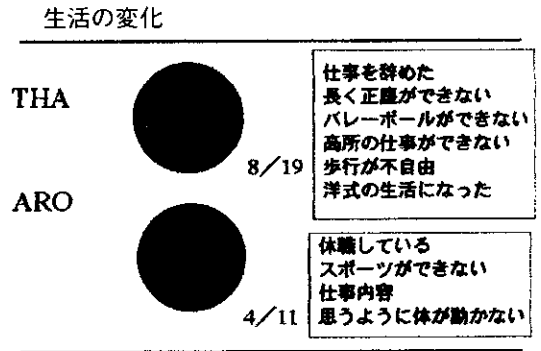 生活の変化
THA
8/19
仕事を辞めた
長く正座ができない
バレーボールができない
高所の仕事ができない
歩行が不自由
洋式の生活になった
ARO
4/11
休職している
スポーツができない
仕事内容
思うように体が動かない